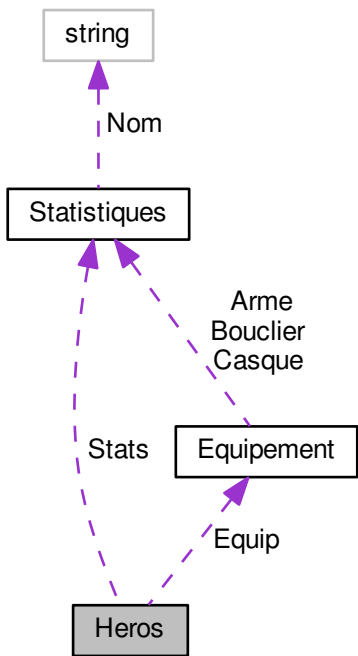 string
Nom
Statistiques
Arme
Bouclier
Casque
Stats
Equipement
Equip
Heros